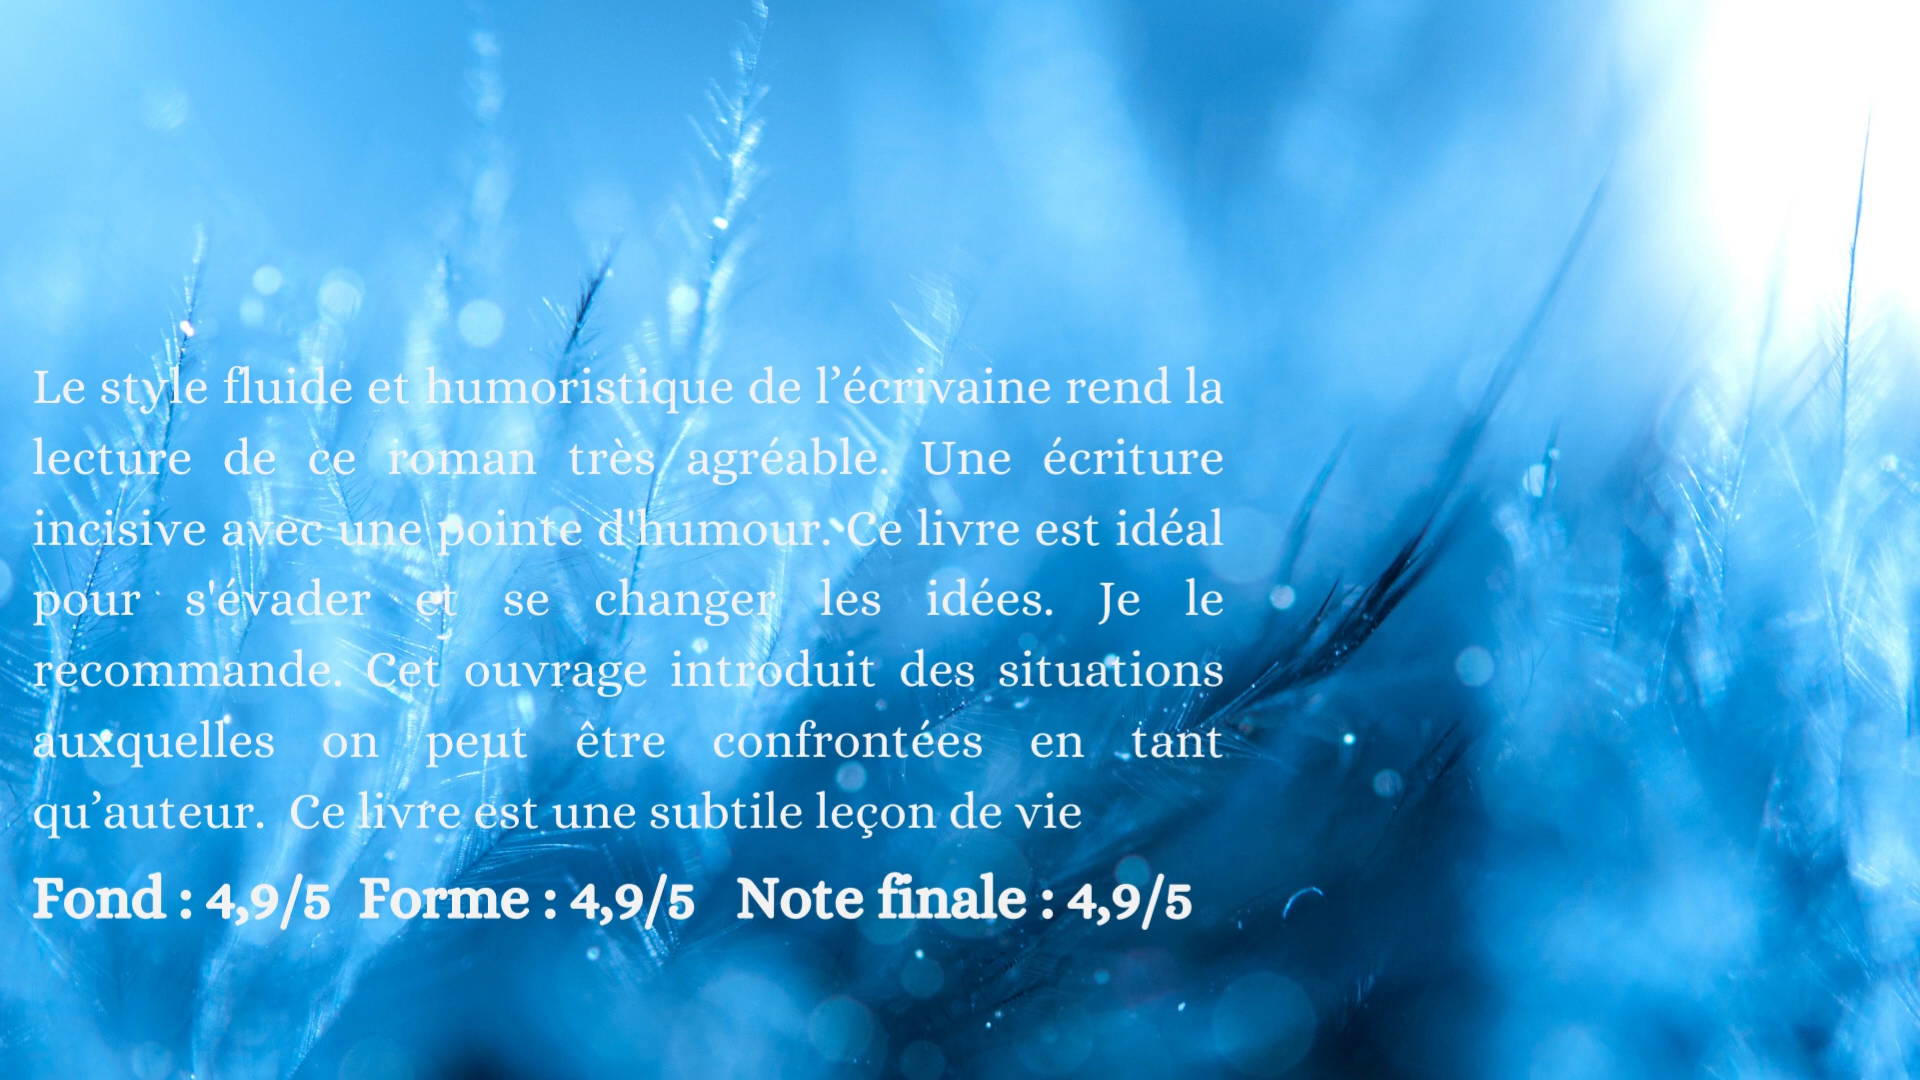 Le style fluide et humoristique de l’écrivaine rend la
lecture de ce roman très agréable. Une écriture
incisive avec une pointe d'humour. Ce livre est idéal
pour s'évader et se changer les idées. Je le
recommande. Cet ouvrage introduit des situations
auxquelles on peut être confrontées en tant
qu’auteur.  Ce livre est une subtile leçon de vie
Fond : 4,9/5  Forme : 4,9/5   Note finale : 4,9/5